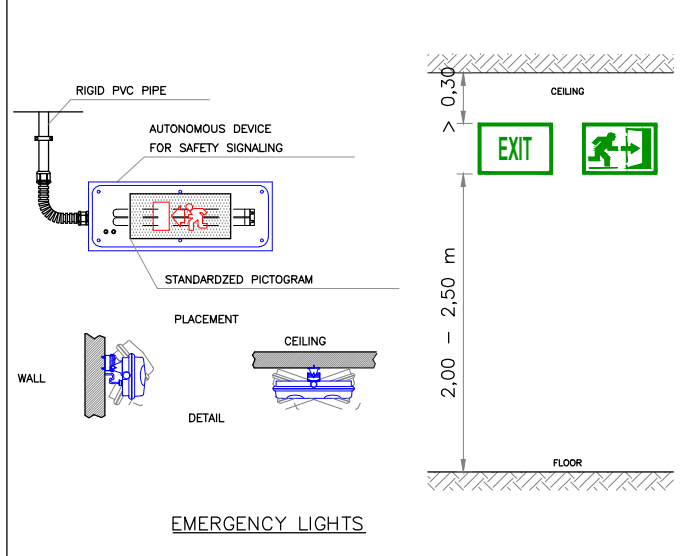 RIGID PVC PIPE
AUTONOMOUS DEVICE
FOR SAFETY SIGNALING
STANDARDZED PICTOGRAM
PLACEMENT
CEILING
WALL
DETAIL
EMERGENCY LIGHTS
> 0,30
CEILING
EXIT
2,00 - 2,50 m
FLOOR